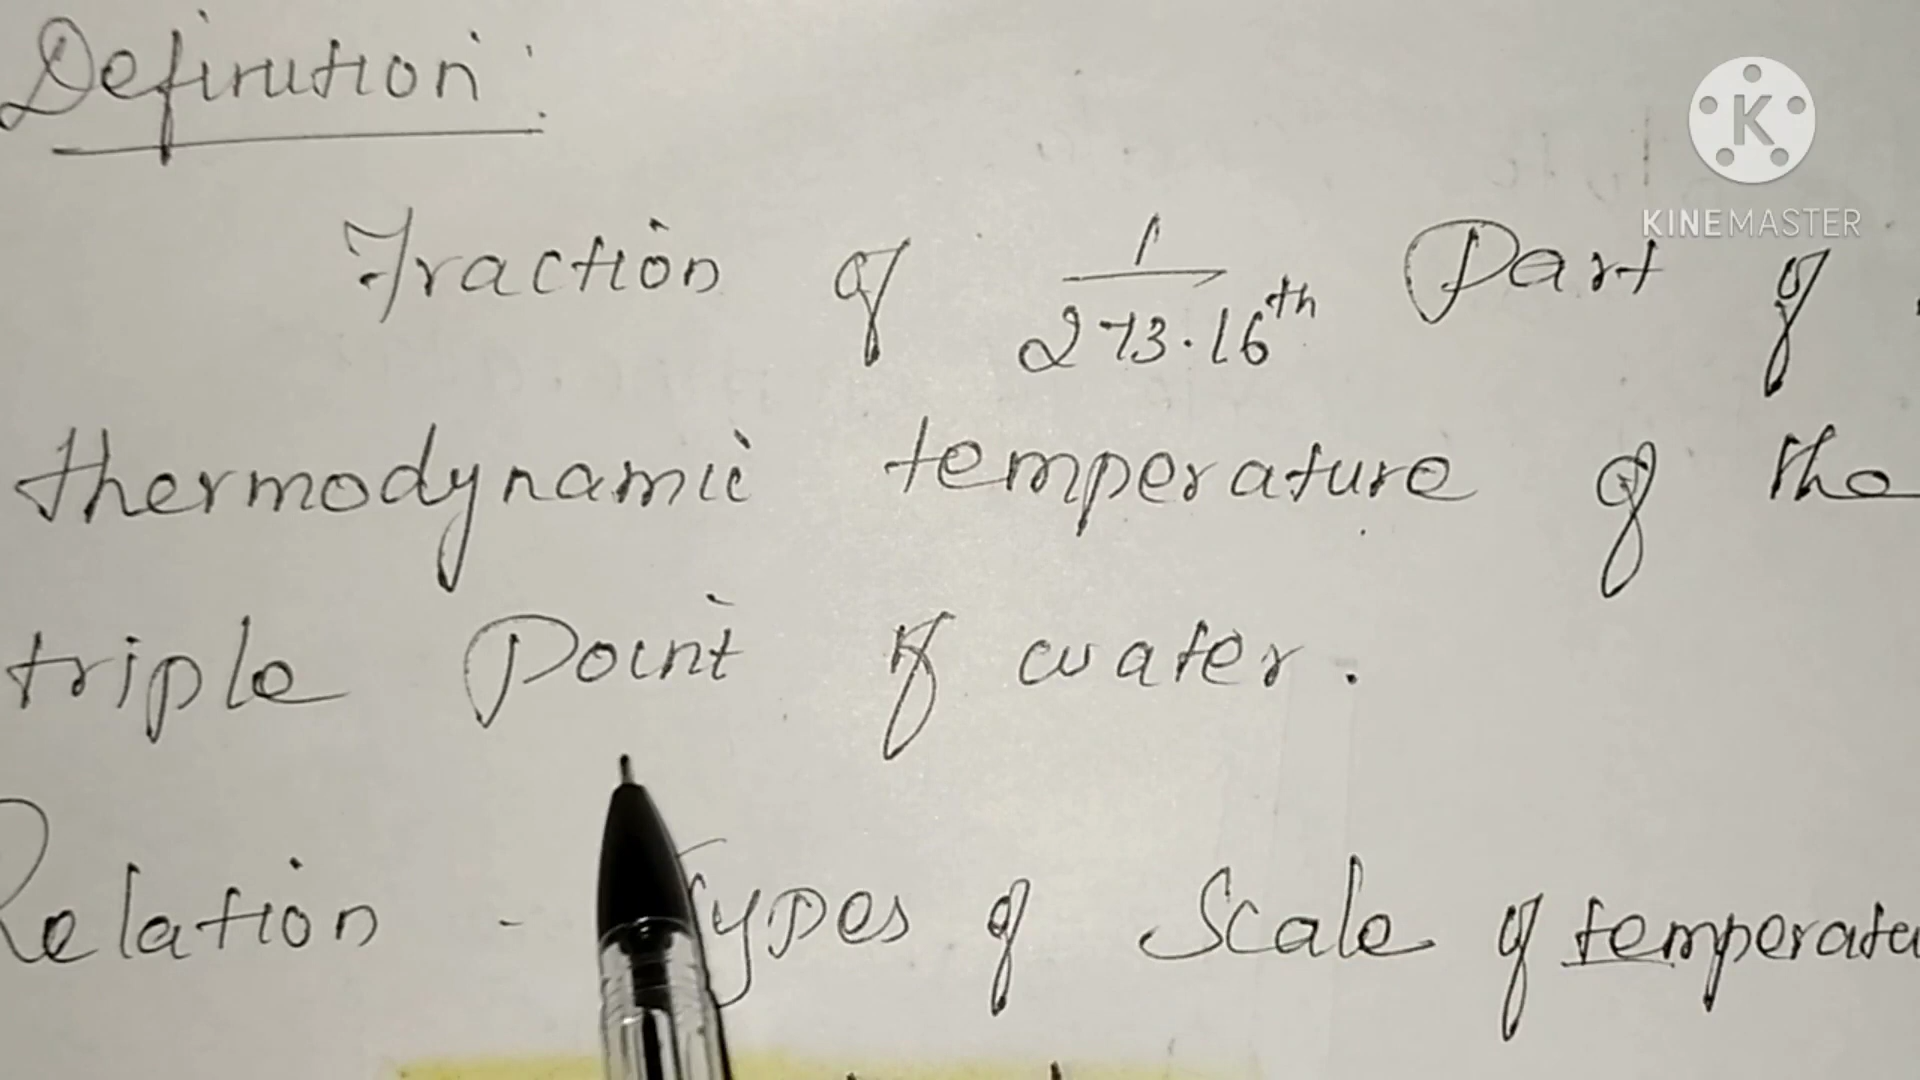 Definition:
K
KINEMASTER
Fraction of 1/273.16th Part of
thermodynamic temperature of the
triple Point of water.
Relation - Types of Scale of temperatu